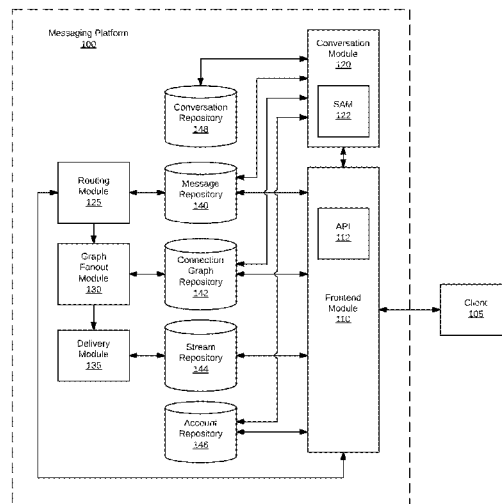 Messaging Platform
100
Conversation
Module
120
SAM
122
Conversation
Repository
148
Routing
Module
125
Message
Repository
140
API
112
Graph
Fanout
Module
130
Connection
Graph
Repository
142
Frontend
Module
110
Client
105
Delivery
Module
135
Stream
Repository
144
Account
Repository
146